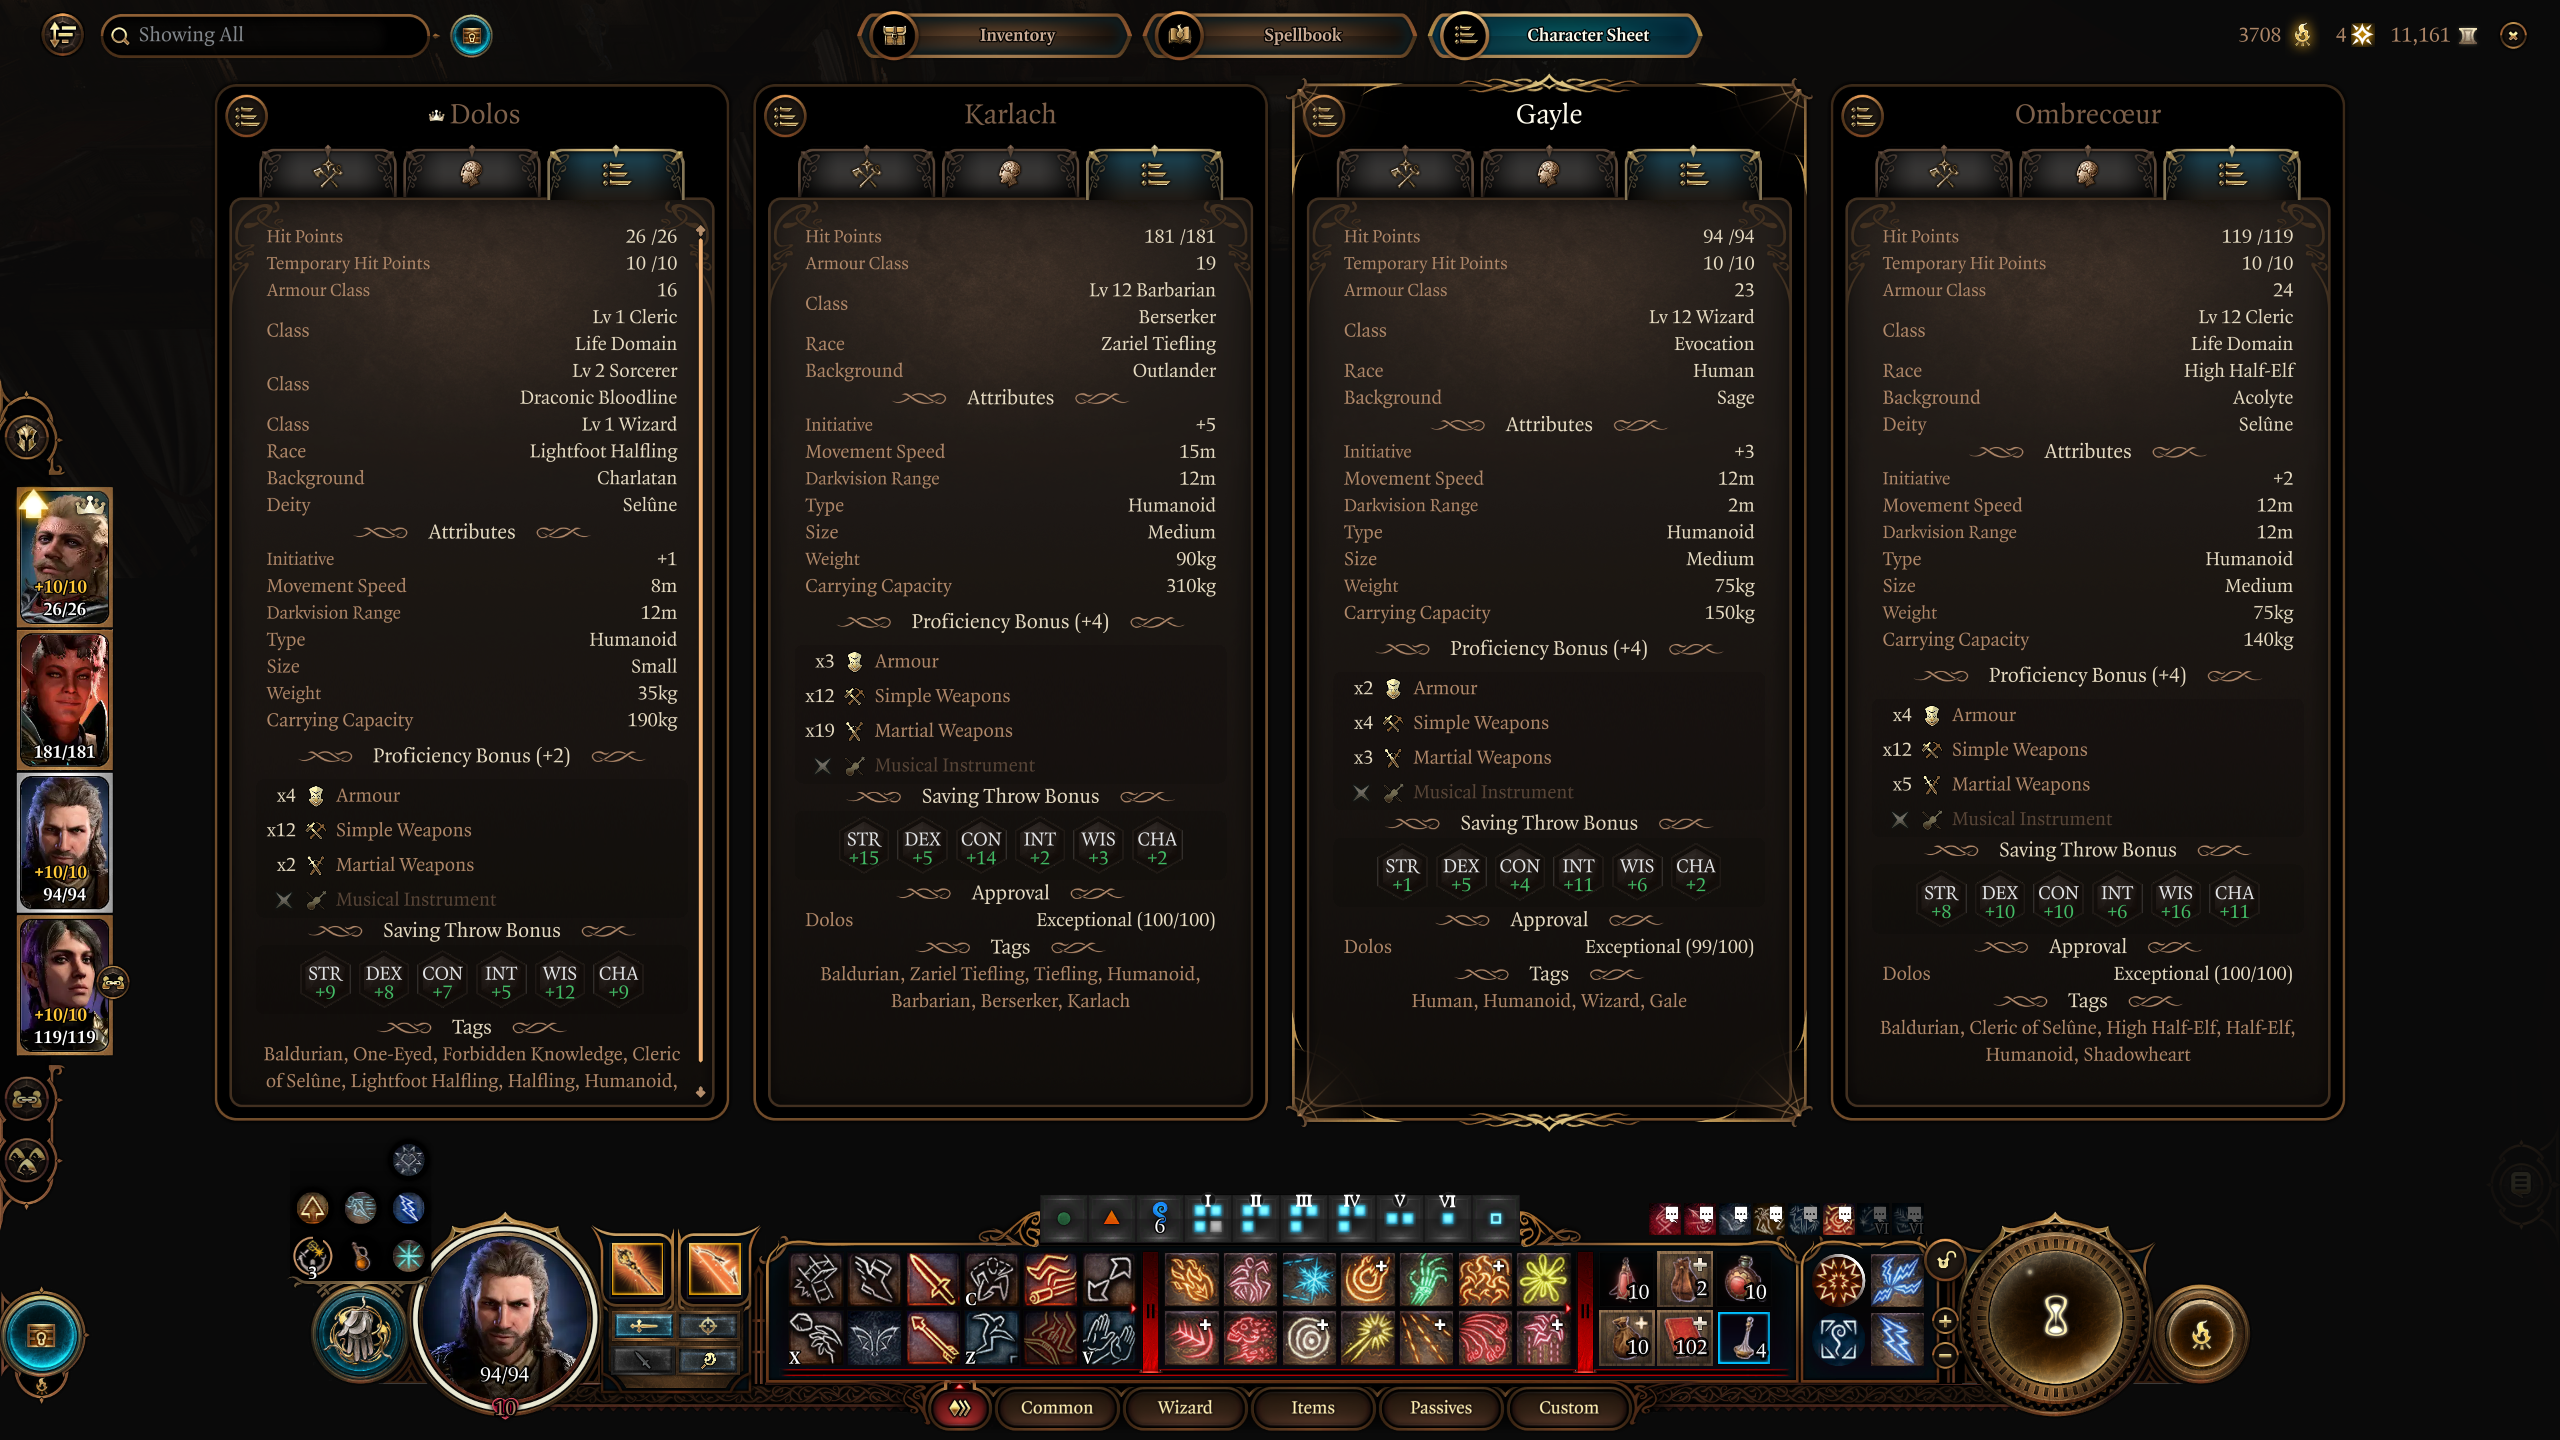 Showing All
Inventory
Spellbook
Character Sheet
3708
4
11,161
Dolos
Hit Points 26 /26
Temporary Hit Points 10 /10
Armour Class 16
Class Lv 1 Cleric
Life Domain
Class Lv 2 Sorcerer
Draconic Bloodline
Class Lv 1 Wizard
Race Lightfoot Halfling
Background Charlatan
Deity Selûne
Attributes
Initiative +1
Movement Speed 8m
Darkvision Range 12m
Type Humanoid
Size Small
Weight 35kg
Carrying Capacity 190kg
Proficiency Bonus (+2)
x4 Armour
x12 Simple Weapons
x2 Martial Weapons
Musical Instrument
Saving Throw Bonus
STR DEX CON INT WIS CHA
+9 +8 +7 +5 +12 +9
Tags
Baldurian, One-Eyed, Forbidden Knowledge, Cleric
of Selûne, Lightfoot Halfling, Halfling, Humanoid,
Karlach
Hit Points 181 /181
Armour Class 19
Class Lv 12 Barbarian
Berserker
Race Zariel Tiefling
Background Outlander
Attributes
Initiative +5
Movement Speed 15m
Darkvision Range 12m
Type Humanoid
Size Medium
Weight 90kg
Carrying Capacity 310kg
Proficiency Bonus (+4)
x3 Armour
x12 Simple Weapons
x19 Martial Weapons
Musical Instrument
Saving Throw Bonus
STR DEX CON INT WIS CHA
+15 +5 +14 +2 +3 +2
Approval
Dolos Exceptional (100/100)
Tags
Baldurian, Zariel Tiefling, Tiefling, Humanoid,
Barbarian, Berserker, Karlach
Gayle
Hit Points 94 /94
Temporary Hit Points 10 /10
Armour Class 23
Class Lv 12 Wizard
Evocation
Race Human
Background Sage
Attributes
Initiative +3
Movement Speed 12m
Darkvision Range 2m
Type Humanoid
Size Medium
Weight 75kg
Carrying Capacity 150kg
Proficiency Bonus (+4)
x2 Armour
x4 Simple Weapons
x3 Martial Weapons
Musical Instrument
Saving Throw Bonus
STR DEX CON INT WIS CHA
+1 +5 +4 +11 +6 +2
Approval
Dolos Exceptional (99/100)
Tags
Human, Humanoid, Wizard, Gale
Ombrecœur
Hit Points 119 /119
Temporary Hit Points 10 /10
Armour Class 24
Class Lv 12 Cleric
Life Domain
Race High Half-Elf
Background Acolyte
Deity Selûne
Attributes
Initiative +2
Movement Speed 12m
Darkvision Range 12m
Type Humanoid
Size Medium
Weight 75kg
Carrying Capacity 140kg
Proficiency Bonus (+4)
x4 Armour
x12 Simple Weapons
x5 Martial Weapons
Musical Instrument
Saving Throw Bonus
STR DEX CON INT WIS CHA
+8 +10 +10 +6 +16 +11
Approval
Dolos Exceptional (100/100)
Tags
Baldurian, Cleric of Selûne, High Half-Elf, Half-Elf,
Humanoid, Shadowheart
+10/10
26/26
181/181
+10/10
94/94
+10/10
119/119
I II III IV V VI
6
VI VI
3
C
10 2 10
X Z V
10 102 4
94/94
10
Common
Wizard
Items
Passives
Custom